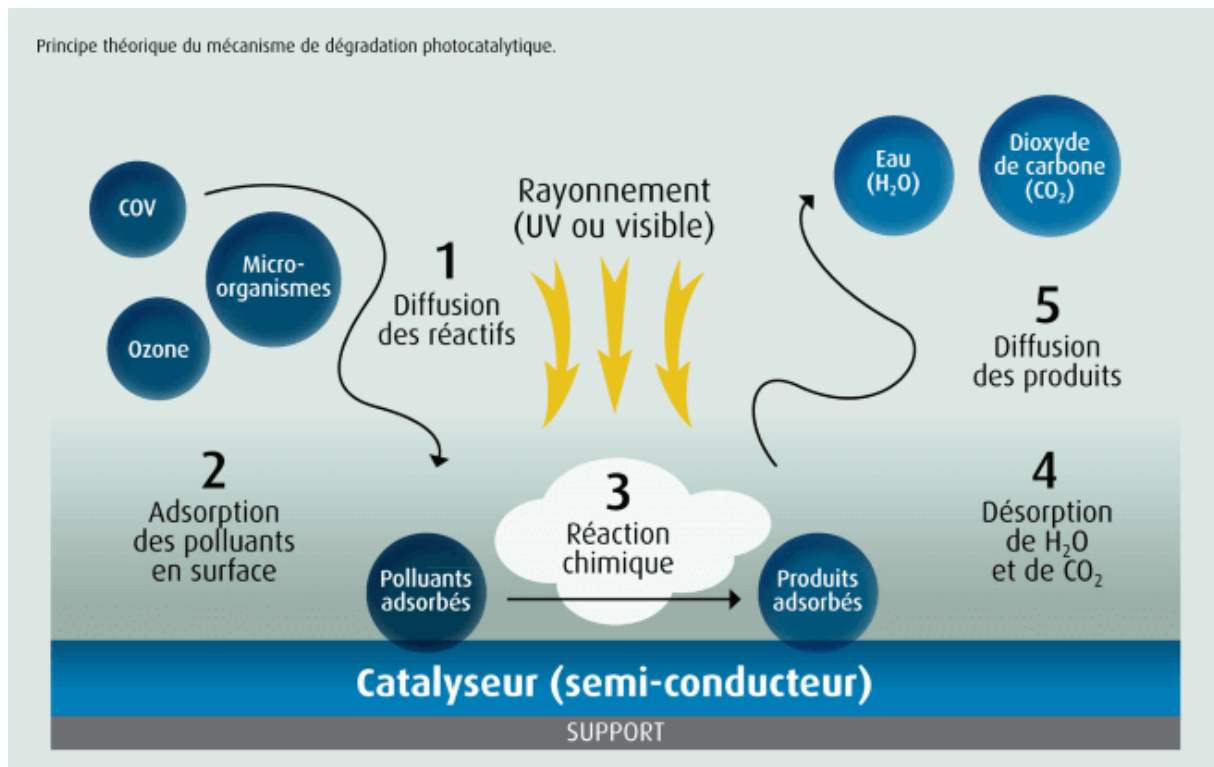 Principe théorique du mécanisme de dégradation photocatalytique.
COV
Micro-
organismes
Ozone
1
Diffusion
des réactifs
Rayonnement
(UV ou visible)
Eau
(H₂O)
Dioxyde
de carbone
(CO₂)
5
Diffusion
des produits
2
Adsorption
des polluants
en surface
3
Réaction
chimique
4
Désorption
de H₂O
et de CO₂
Polluants
adsorbés
Produits
adsorbés
Catalyseur (semi-conducteur)
SUPPORT